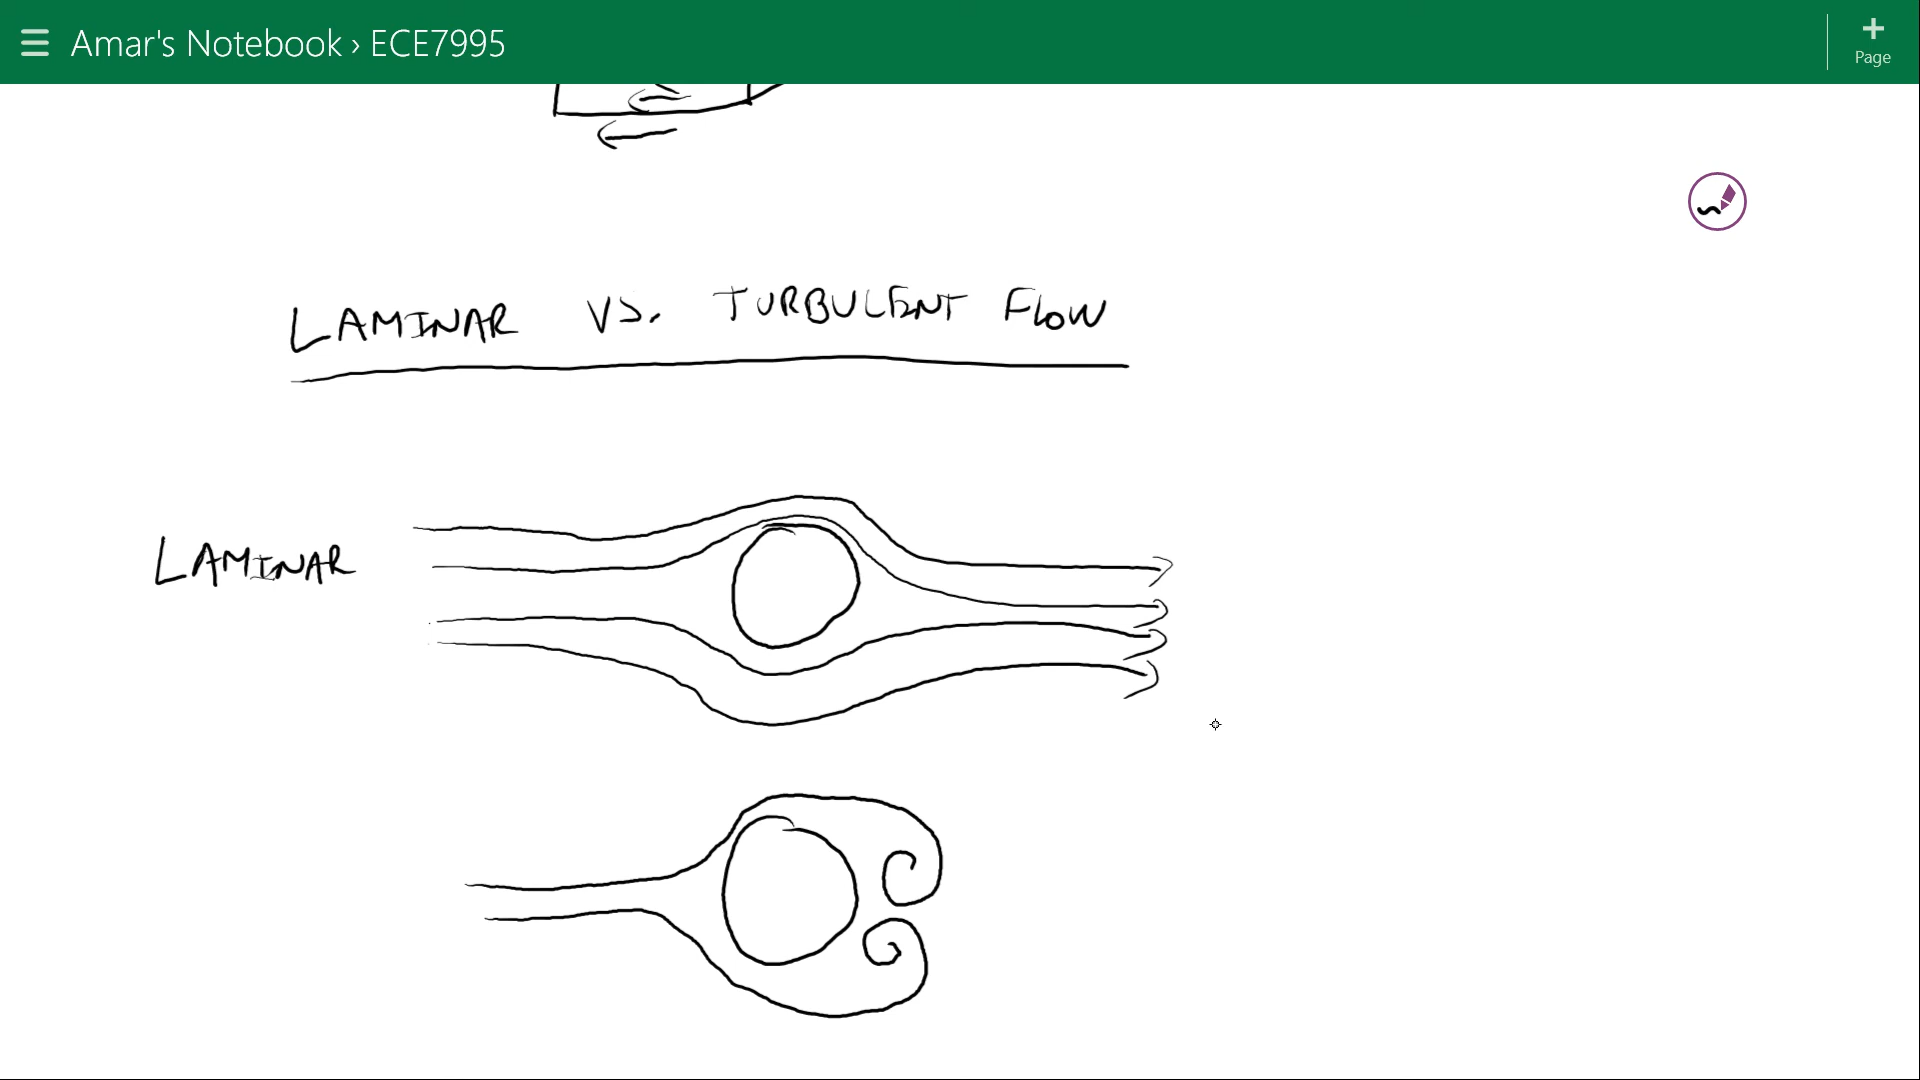 Amar's Notebook › ECE7995
Page
LAMINAR VS. TURBULENT FLOW
LAMINAR